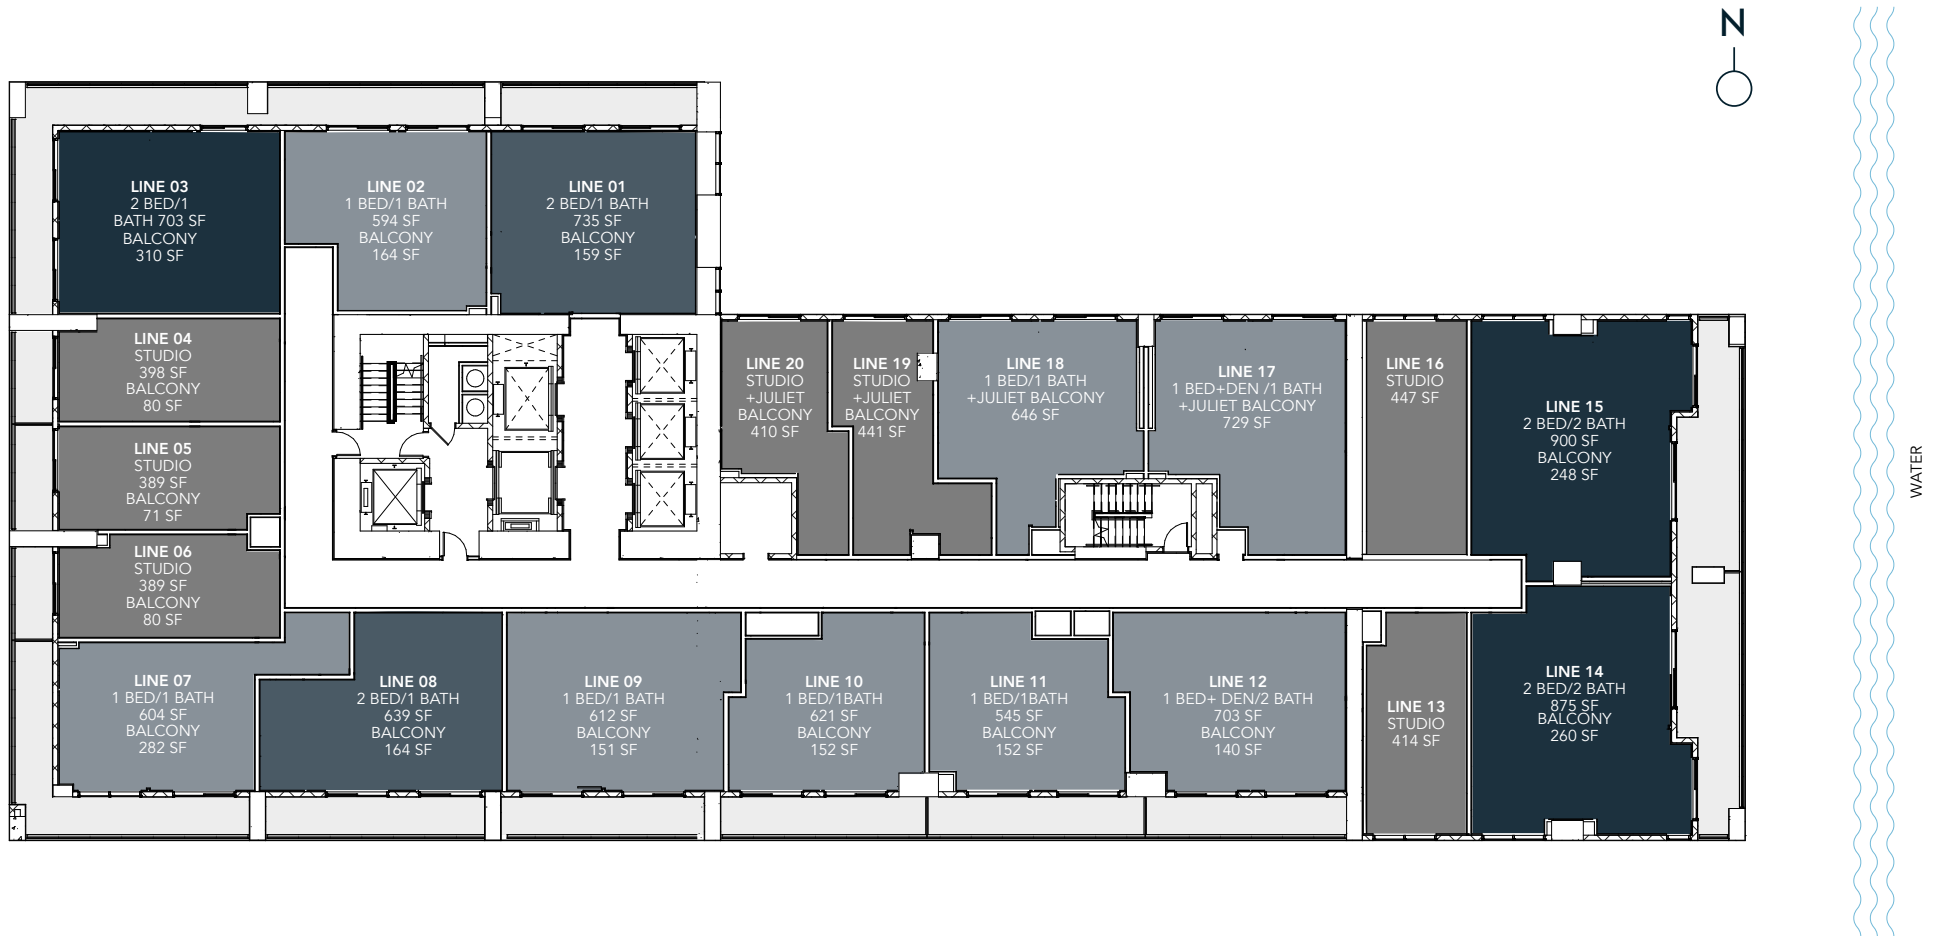 N
LINE 03
2 BED/1
BATH 703 SF
BALCONY
310 SF
LINE 02
1 BED/1 BATH
594 SF
BALCONY
164 SF
LINE 01
2 BED/1 BATH
735 SF
BALCONY
159 SF
LINE 04
STUDIO
398 SF
BALCONY
80 SF
LINE 05
STUDIO
389 SF
BALCONY
71 SF
LINE 06
STUDIO
389 SF
BALCONY
80 SF
LINE 20
STUDIO
+JULIET
BALCONY
410 SF
LINE 19
STUDIO
+JULIET
BALCONY
441 SF
LINE 18
1 BED/1 BATH
+JULIET BALCONY
646 SF
LINE 17
1 BED+DEN /1 BATH
+JULIET BALCONY
729 SF
LINE 16
STUDIO
447 SF
LINE 15
2 BED/2 BATH
900 SF
BALCONY
248 SF
WATER
LINE 07
1 BED/1 BATH
604 SF
BALCONY
282 SF
LINE 08
2 BED/1 BATH
639 SF
BALCONY
164 SF
LINE 09
1 BED/1 BATH
612 SF
BALCONY
151 SF
LINE 10
1 BED/1BATH
621 SF
BALCONY
152 SF
LINE 11
1 BED/1BATH
545 SF
BALCONY
152 SF
LINE 12
1 BED+ DEN/2 BATH
703 SF
BALCONY
140 SF
LINE 13
STUDIO
414 SF
LINE 14
2 BED/2 BATH
875 SF
BALCONY
260 SF